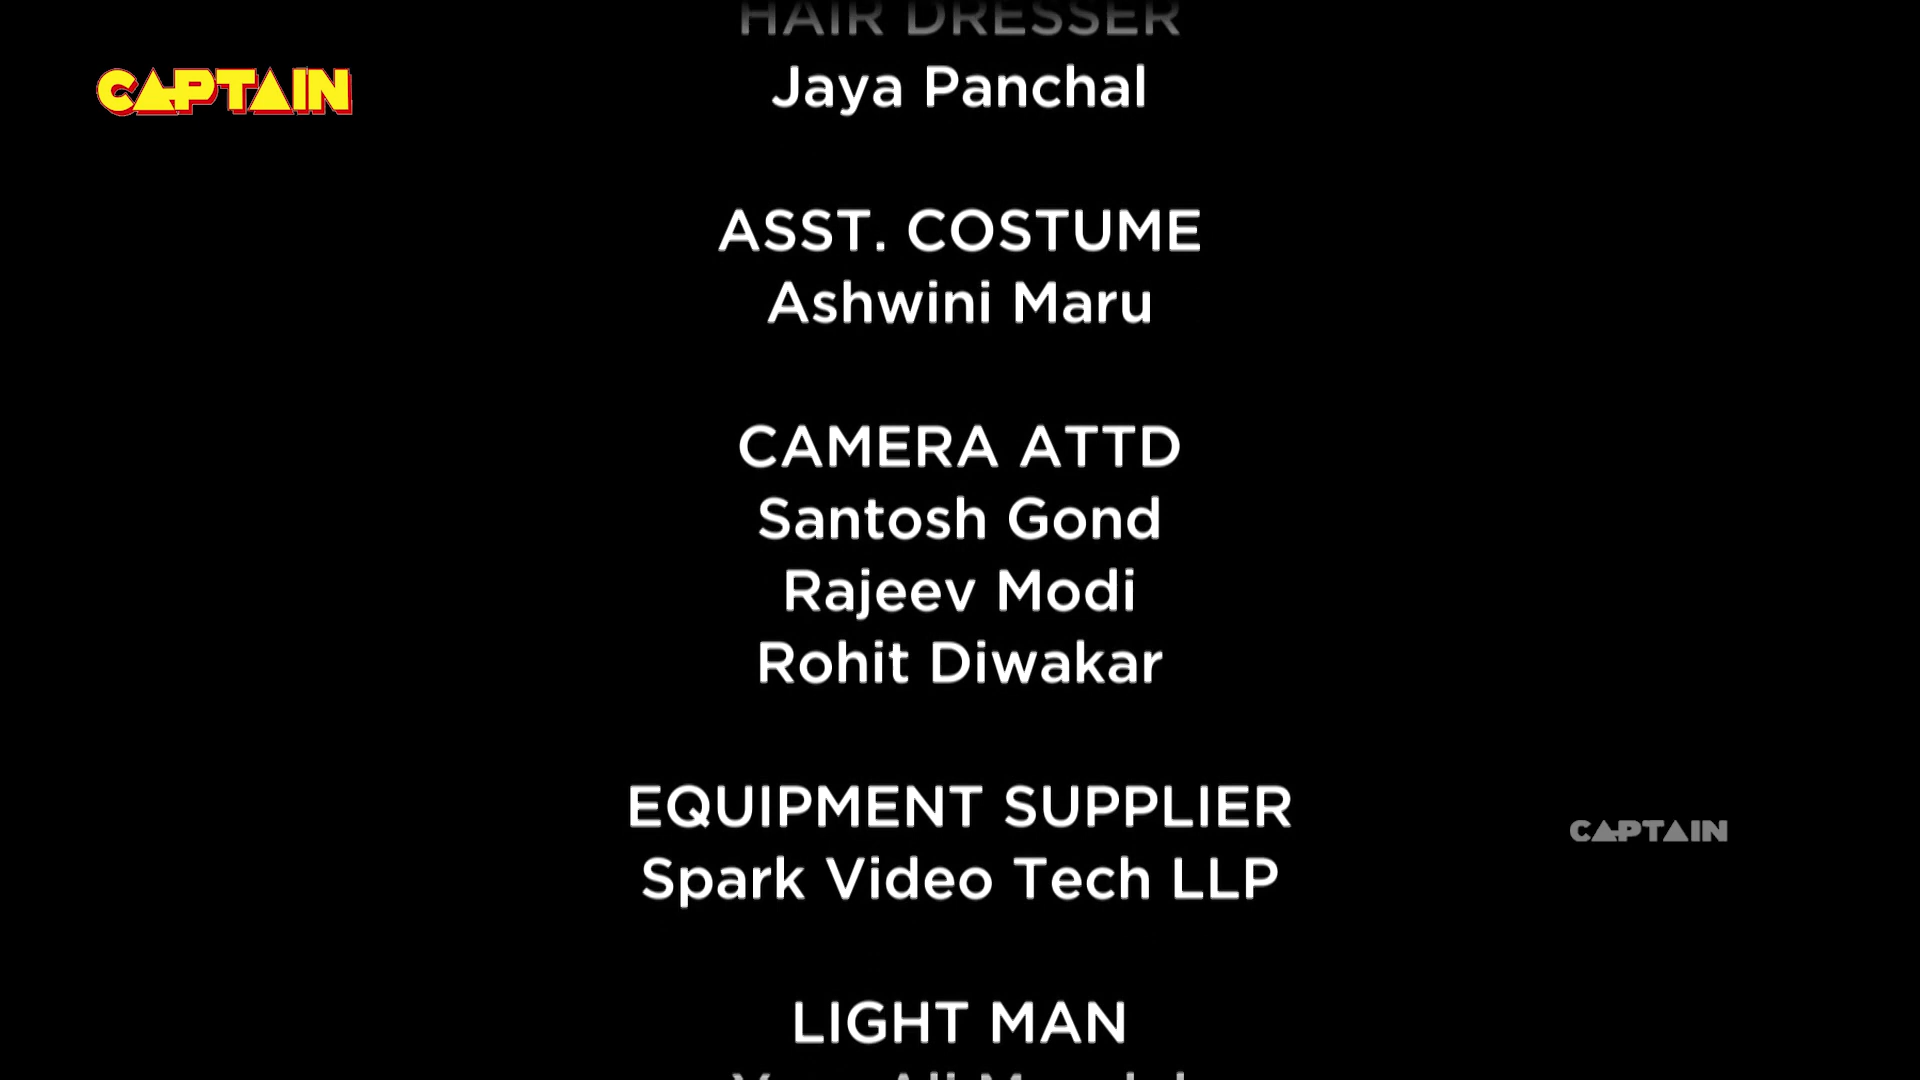 HAIR DRESSER
CAPTAIN
Jaya Panchal
ASST. COSTUME
Ashwini Maru
CAMERA ATTD
Santosh Gond
Rajeev Modi
Rohit Diwakar
EQUIPMENT SUPPLIER
CAPTAIN
Spark Video Tech LLP
LIGHT MAN